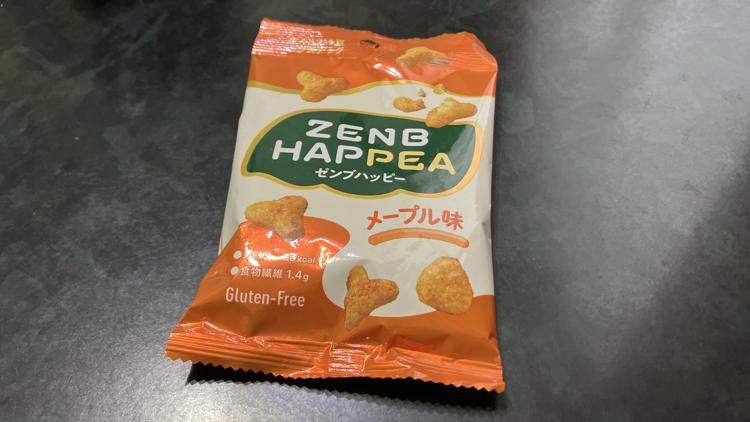 ZENB
HAPPEA
ゼンブハッピー
メープル味
kcal
●食物繊維 1.4g
Gluten-Free